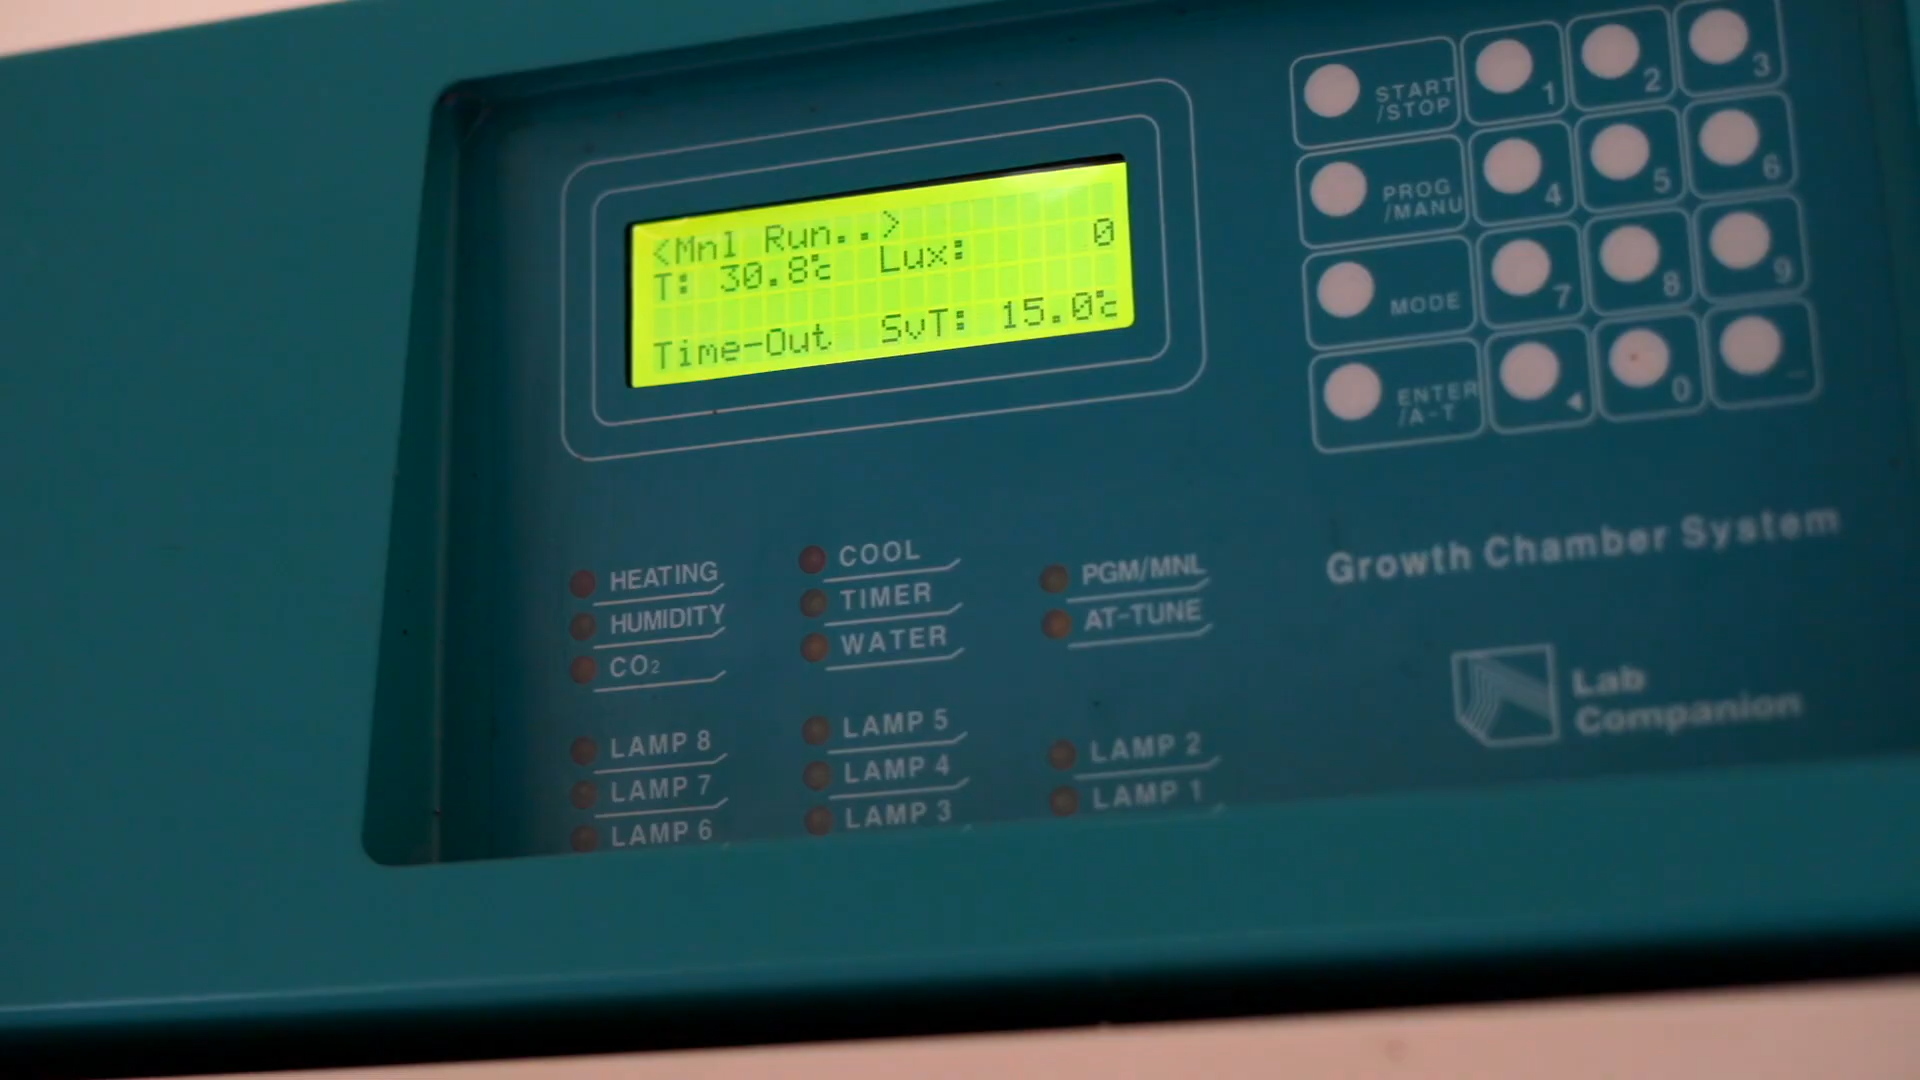 <Mnl Run..>
T: 30.8℃ Lux: 0
Time-Out SvT: 15.0℃
START
/STOP
1
2
3
PROG
/MANU
4
5
6
MODE
7
8
9
ENTER
/A-T
◀
0
–
HEATING
HUMIDITY
CO₂
COOL
TIMER
WATER
PGM/MNL
AT-TUNE
LAMP 8
LAMP 7
LAMP 6
LAMP 5
LAMP 4
LAMP 3
LAMP 2
LAMP 1
Growth Chamber System
Lab
Companion